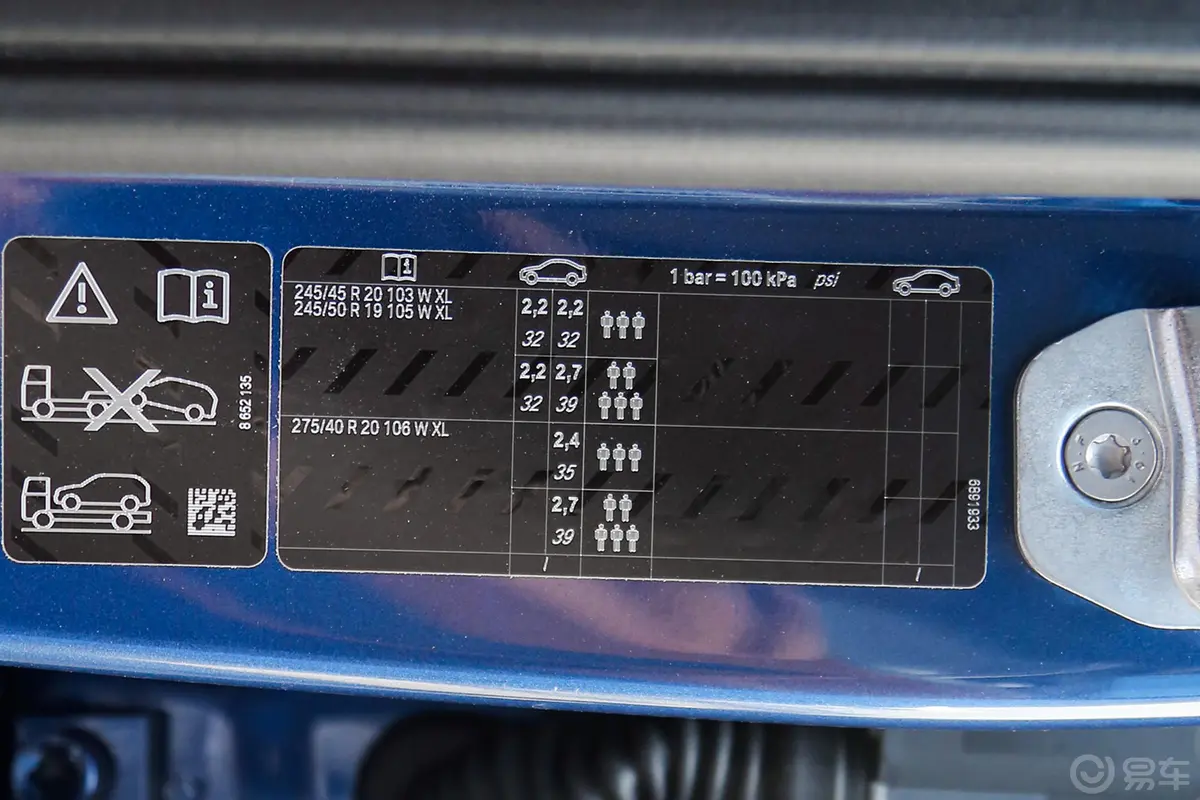 8 652 135
1 bar = 100 kPa psi
245/45 R 20 103 W XL
245/50 R 19 105 W XL
2,2 2,2
32 32
2,2 2,7
32 39
275/40 R 20 106 W XL
2,4
35
2,7
39
/ /
6891933
易车